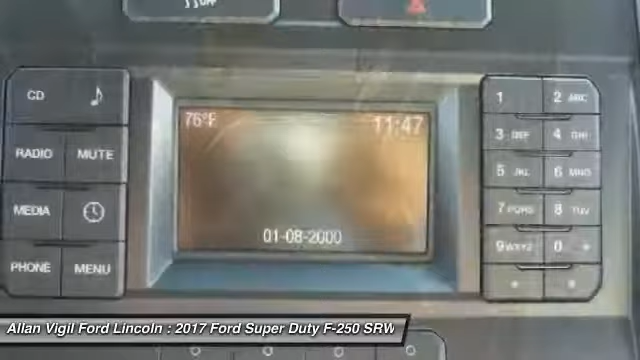 OFF
CD
RADIO MUTE
MEDIA
PHONE MENU
76°F 11:47
01-08-2000
1 2 ABC
3 DEF 4 GHI
5 JKL 6 MNO
7 PQRS 8 TUV
9 WXYZ 0 +
Allan Vigil Ford Lincoln : 2017 Ford Super Duty F-250 SRW